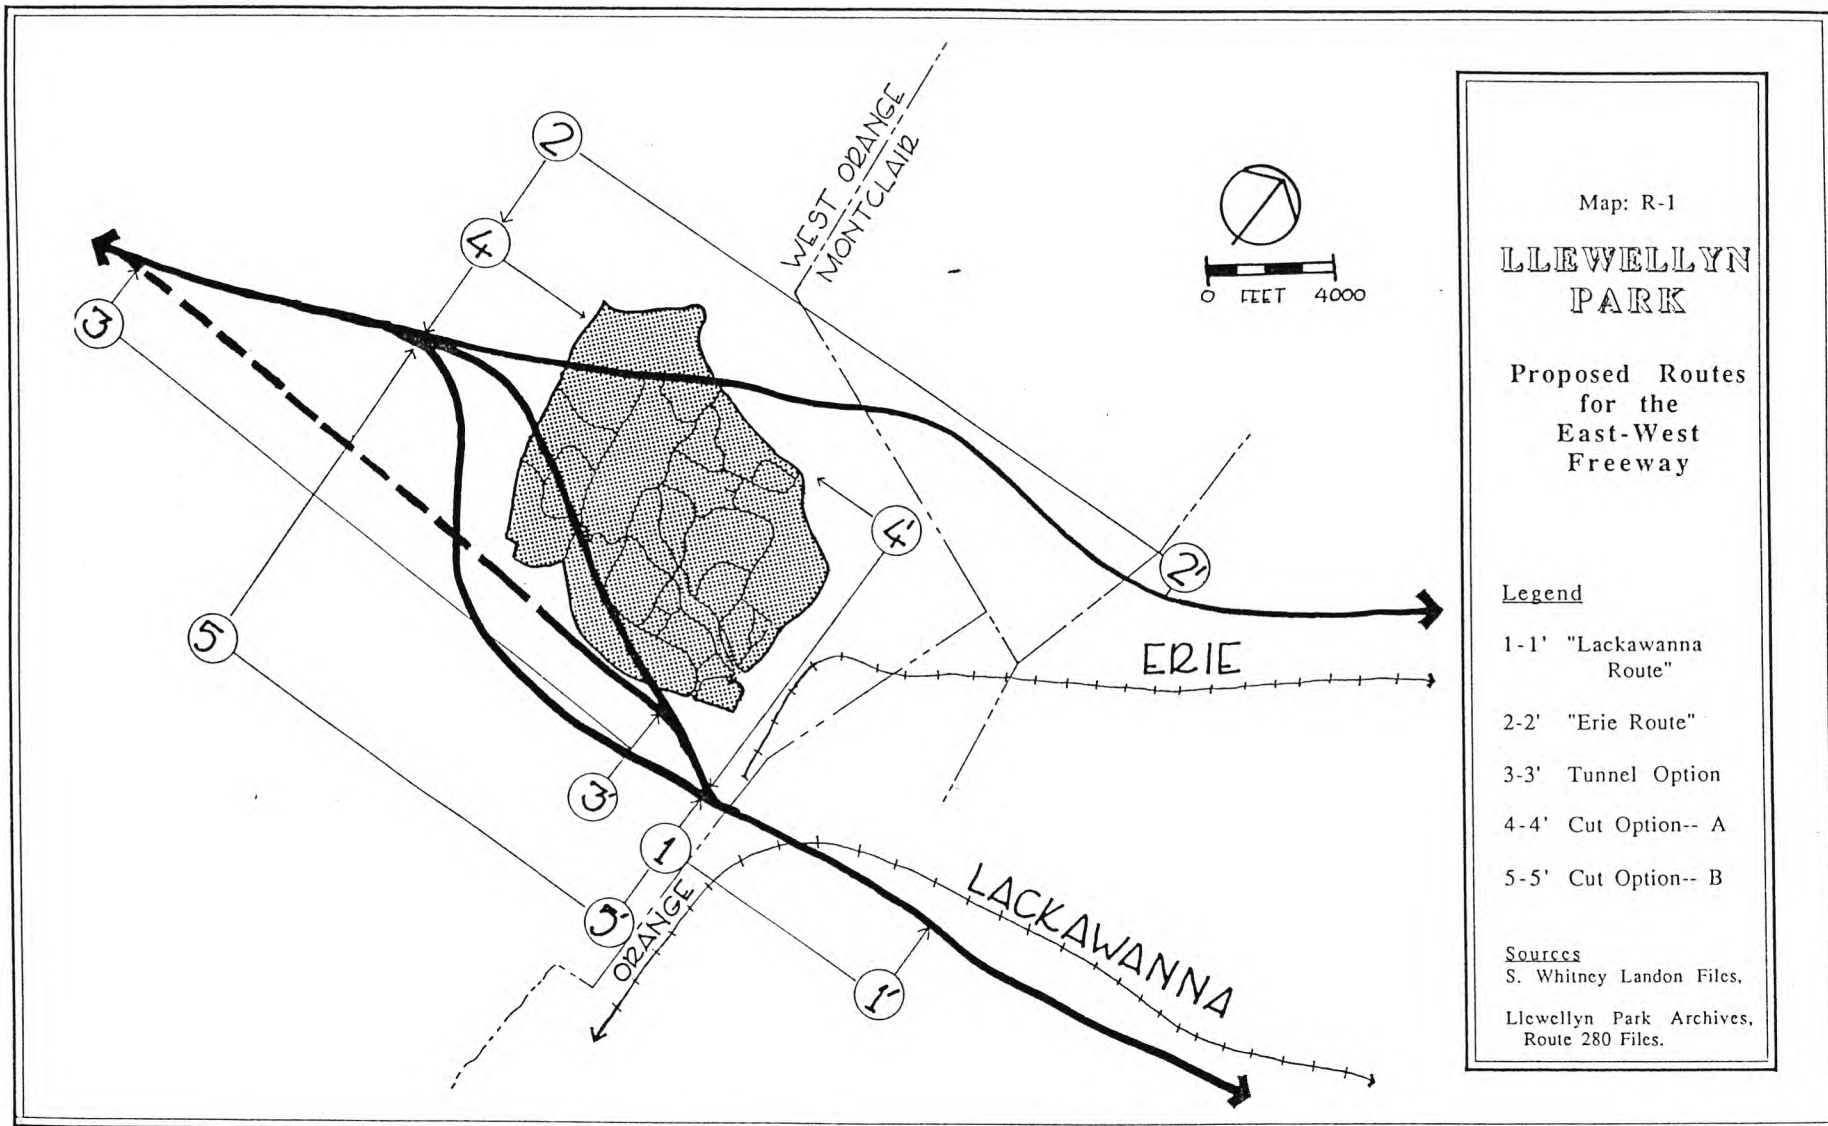 2
4
3
5
WEST ORANGE
MONTCLAIR
0 FEET 4000
4'
2'
ERIE
3'
1
5'
ORANGE
1'
LACKAWANNA
Map: R-1
LLEWELLYN
PARK
Proposed Routes
for the
East-West
Freeway
Legend
1-1' "Lackawanna
Route"
2-2' "Erie Route"
3-3' Tunnel Option
4-4' Cut Option-- A
5-5' Cut Option-- B
Sources
S. Whitney Landon Files,
Llewellyn Park Archives,
Route 280 Files.